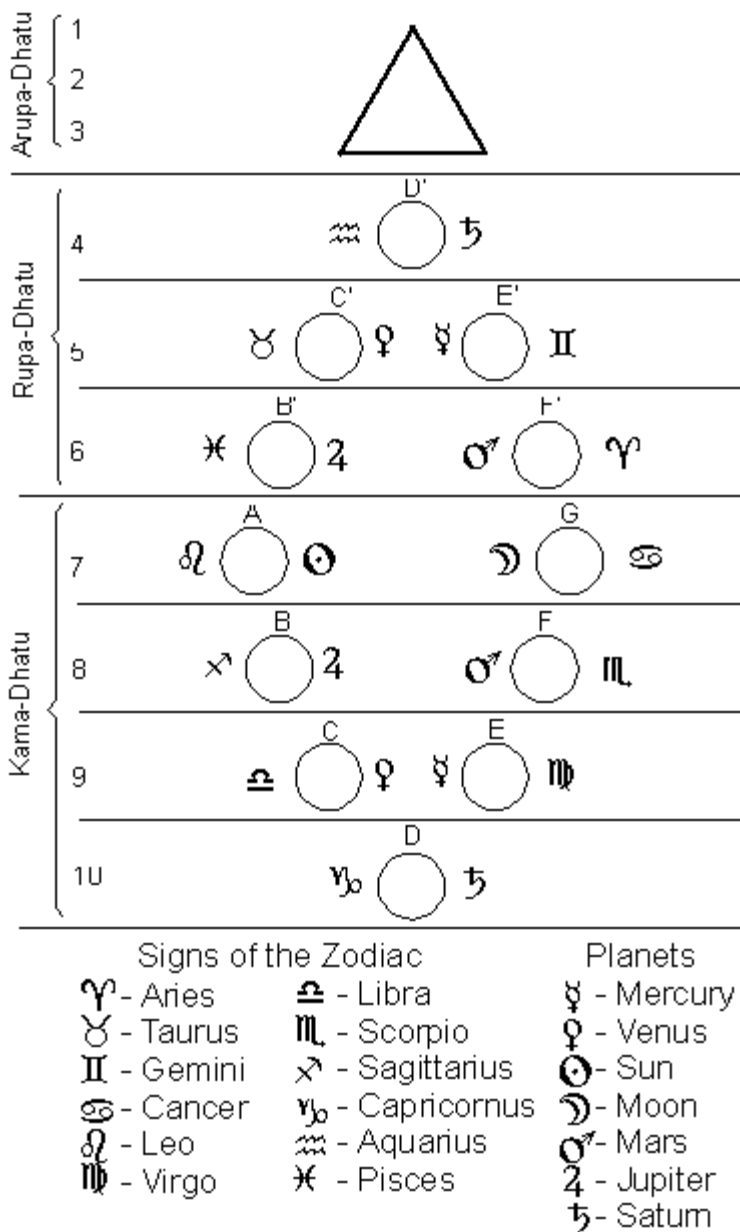 Arupa-Dhatu
1
2
3
Rupa-Dhatu
D'
4 ♒ ♄
C' E'
5 ♉ ♀ ☿ ♊
B' F'
6 ♓ ♃ ♂ ♈
Kama-Dhatu
A G
7 ♌ ☉ ☽ ♋
B F
8 ♐ ♃ ♂ ♏
C E
9 ♎ ♀ ☿ ♍
D
10 ♑ ♄
Signs of the Zodiac Planets
♈ - Aries ♎ - Libra ☿ - Mercury
♉ - Taurus ♏ - Scorpio ♀ - Venus
♊ - Gemini ♐ - Sagittarius ☉ - Sun
♋ - Cancer ♑ - Capricornus ☽ - Moon
♌ - Leo ♒ - Aquarius ♂ - Mars
♍ - Virgo ♓ - Pisces ♃ - Jupiter
♄ - Saturn